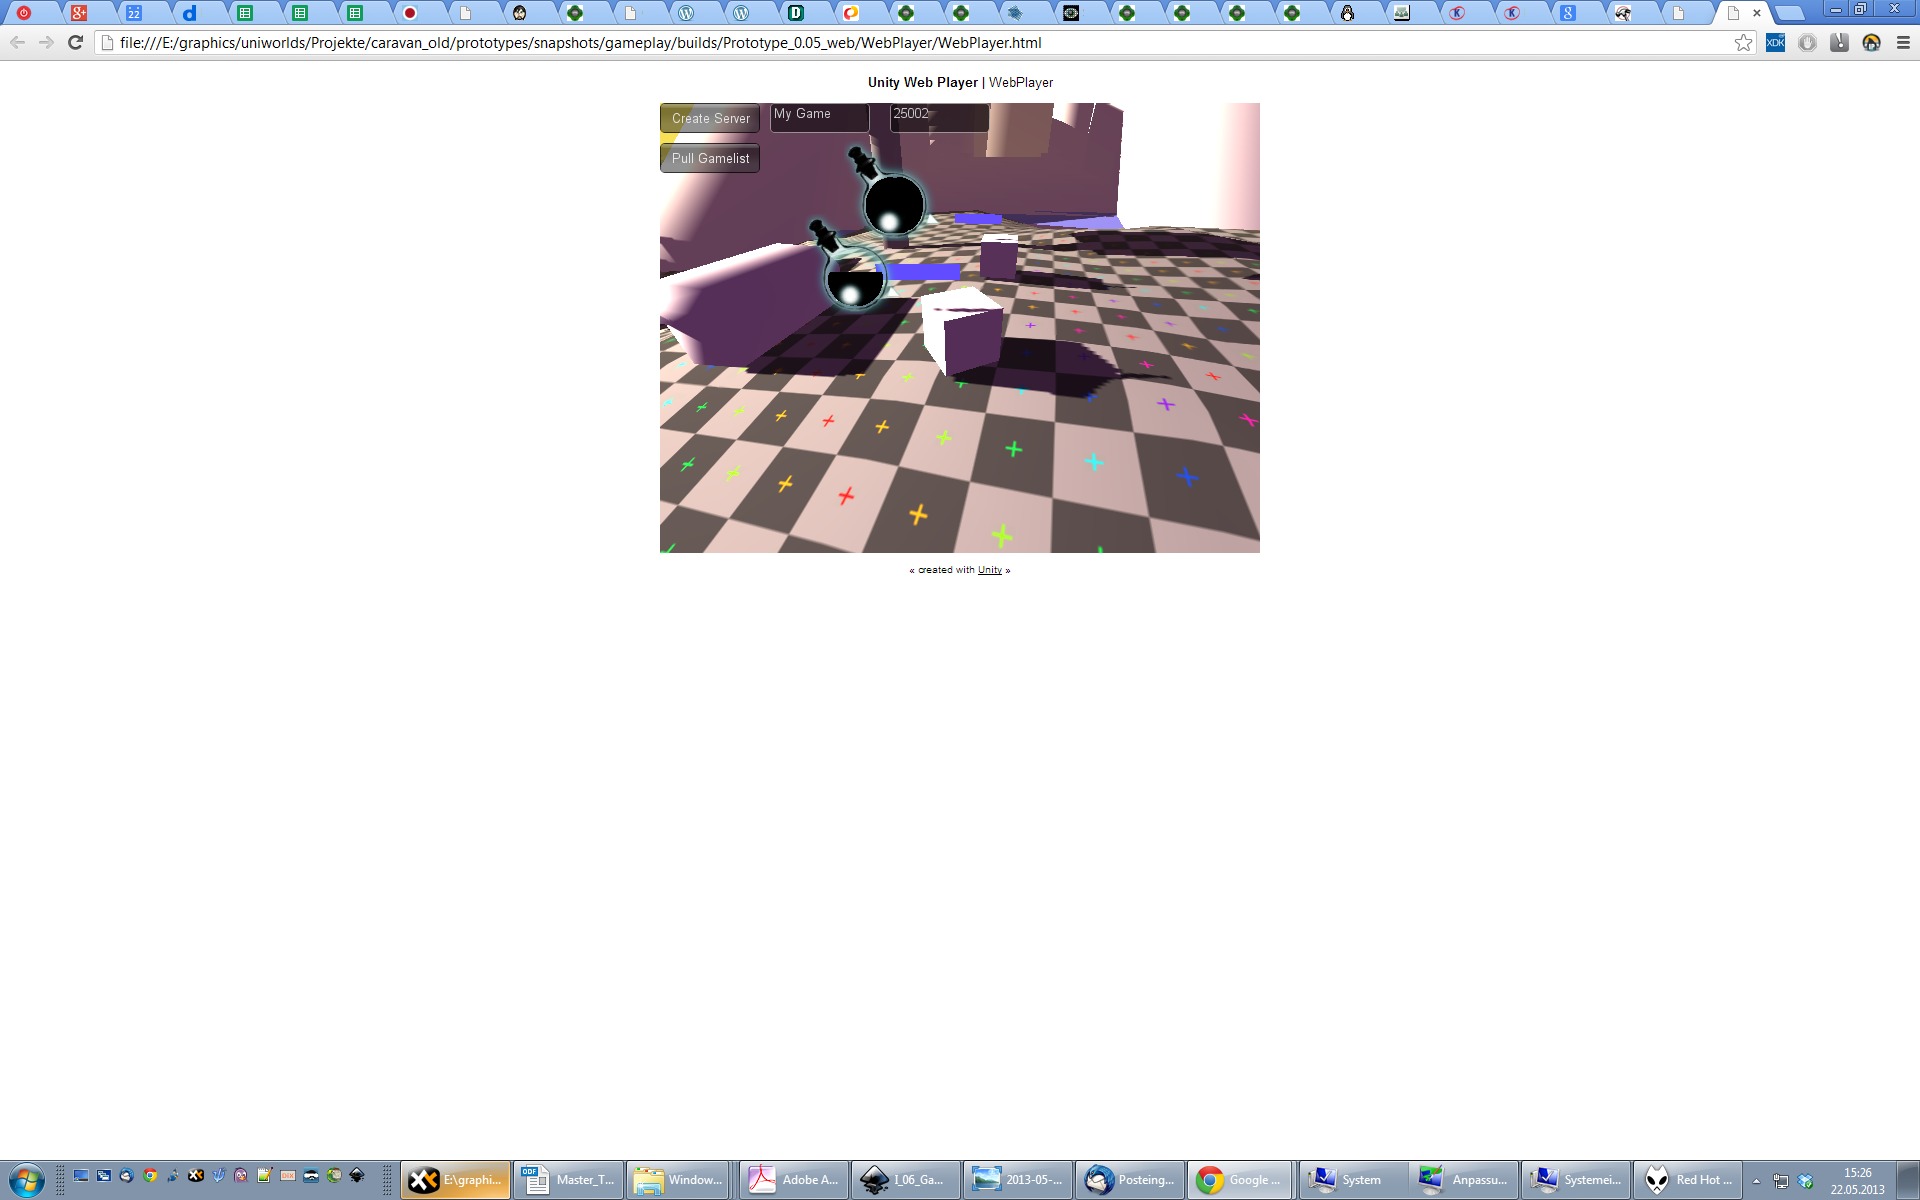 file:///E:/graphics/uniworlds/Projekte/caravan_old/prototypes/snapshots/gameplay/builds/Prototype_0.05_web/WebPlayer/WebPlayer.html
Unity Web Player | WebPlayer
Create Server
My Game
25002
Pull Gamelist
« created with Unity »
E:\graphi...
Master_T...
Window...
Adobe A...
I_06_Ga...
2013-05-...
Posteing...
Google ...
System
Anpassu...
Systemei...
Red Hot ...
15:26
22.05.2013